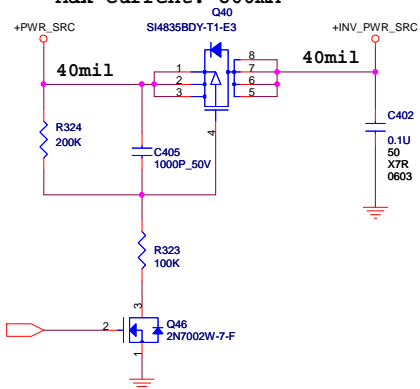 Max Current: 800mA
Q40
+PWR_SRC
SI4835BDY-T1-E3
+INV_PWR_SRC
40mil
40mil
1
2
3
8
7
6
5
4
R324
200K
C405
1000P_50V
C402
0.1U
50
X7R
0603
R323
100K
3
2
Q46
2N7002W-7-F
1